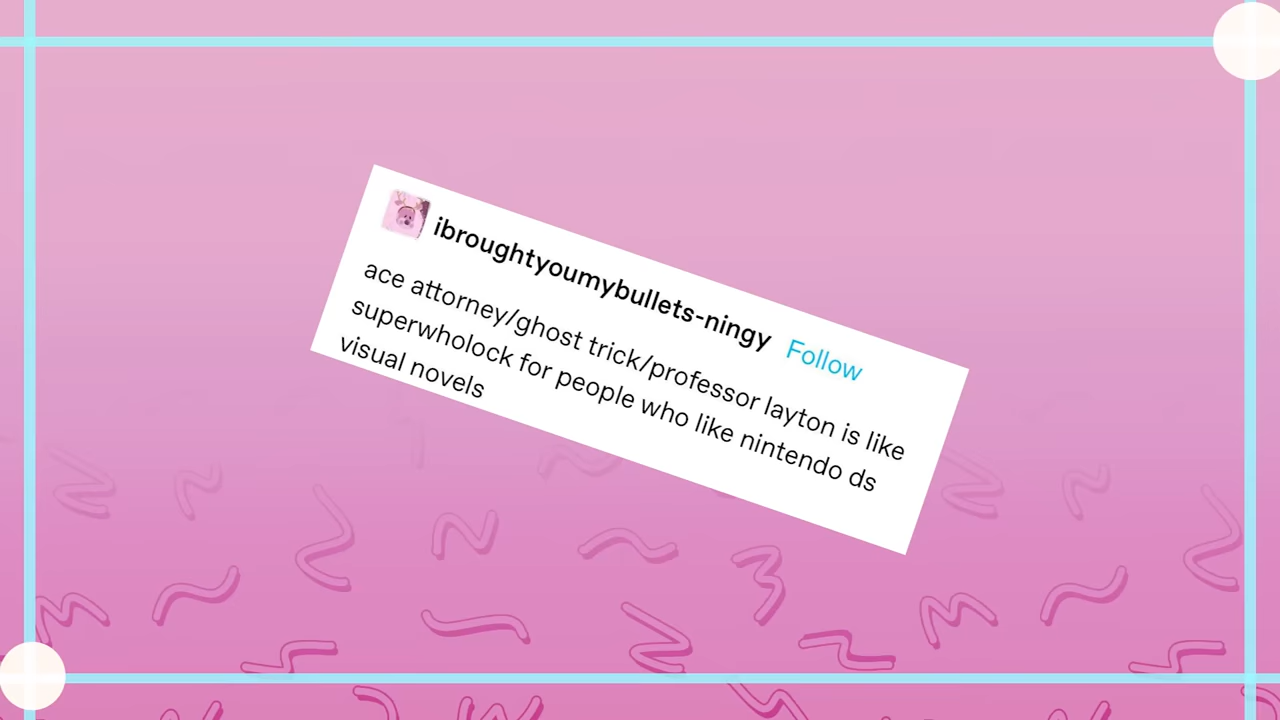 ibroughtyoumybullets-ningy Follow
ace attorney/ghost trick/professor layton is like
superwholock for people who like nintendo ds
visual novels